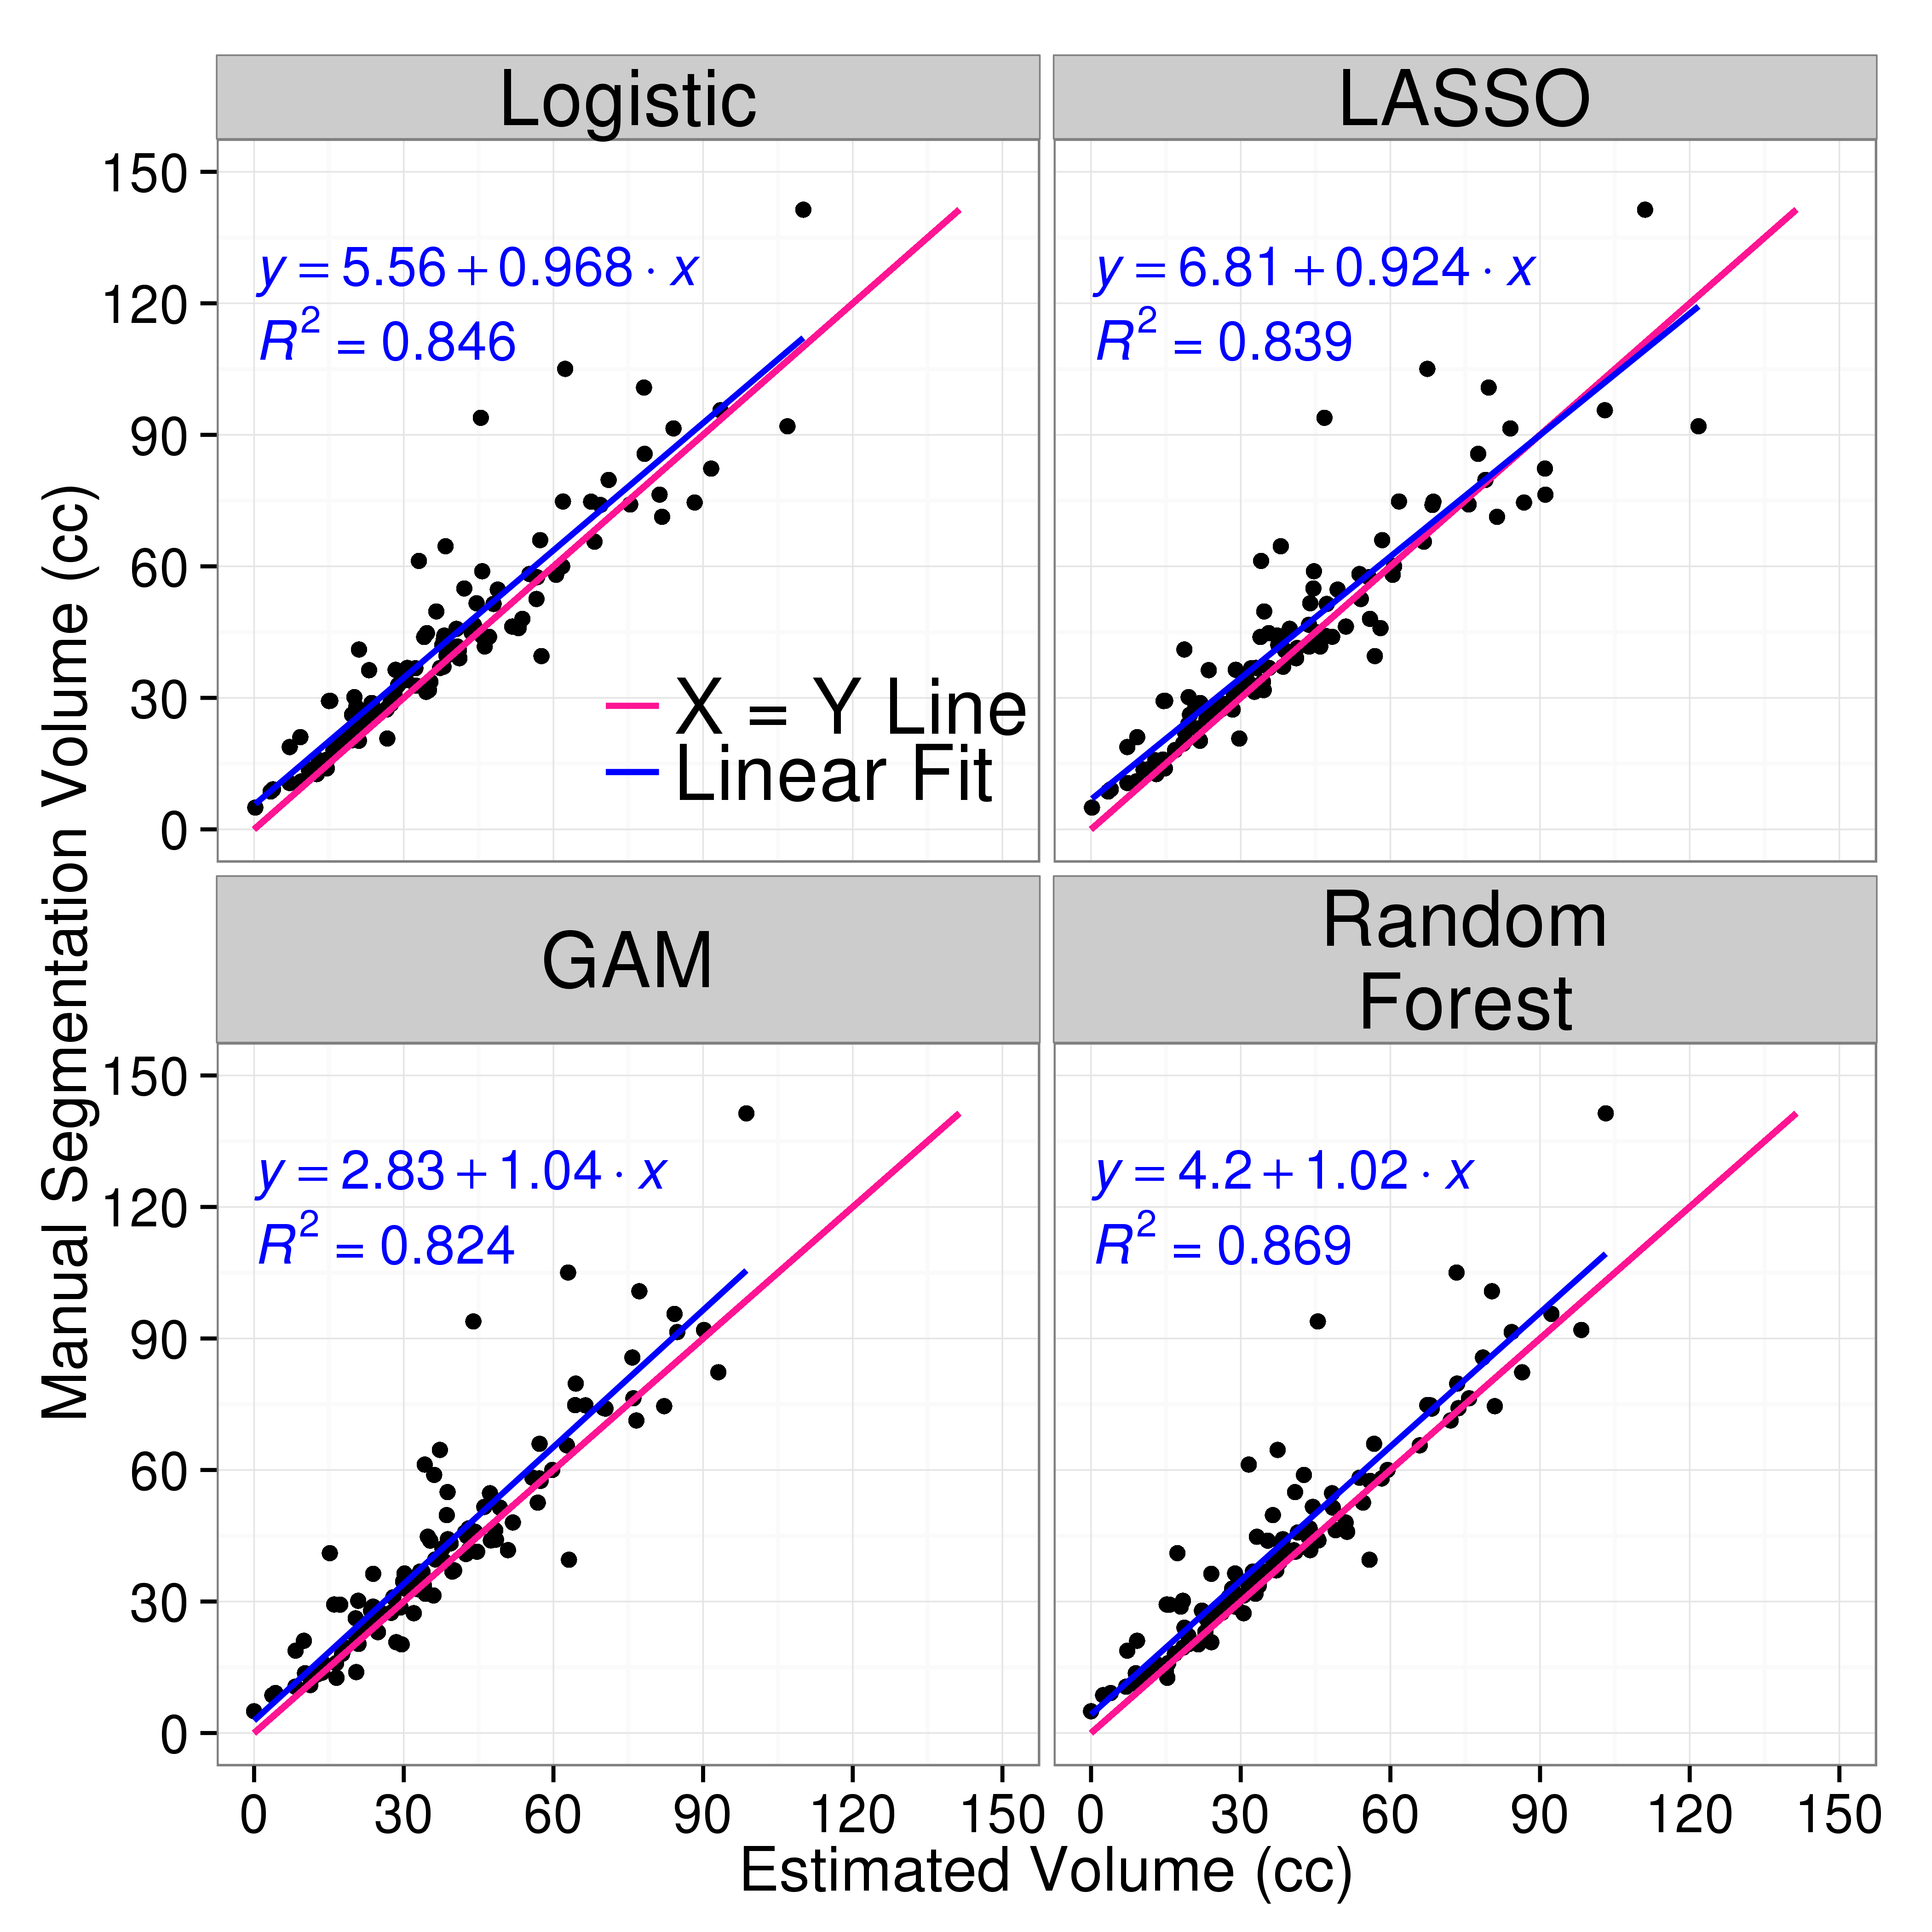 Logistic
LASSO
150
120
90
60
30
0
y = 5.56 + 0.968 · x
R² = 0.846
X = Y Line
Linear Fit
y = 6.81 + 0.924 · x
R² = 0.839
GAM
Random
Forest
150
120
90
60
30
0
y = 2.83 + 1.04 · x
R² = 0.824
y = 4.2 + 1.02 · x
R² = 0.869
0 30 60 90 120 150
0 30 60 90 120 150
Estimated Volume (cc)
Manual Segmentation Volume (cc)